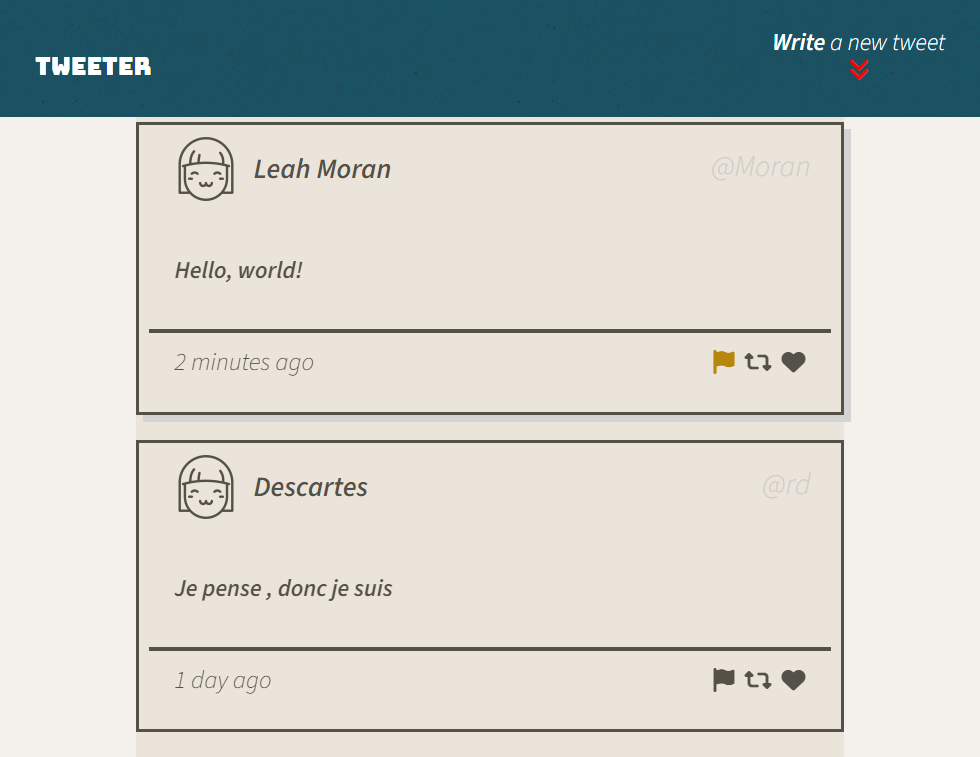 Write a new tweet
TWEETER
Leah Moran
@Moran
Hello, world!
2 minutes ago
Descartes
@rd
Je pense , donc je suis
1 day ago